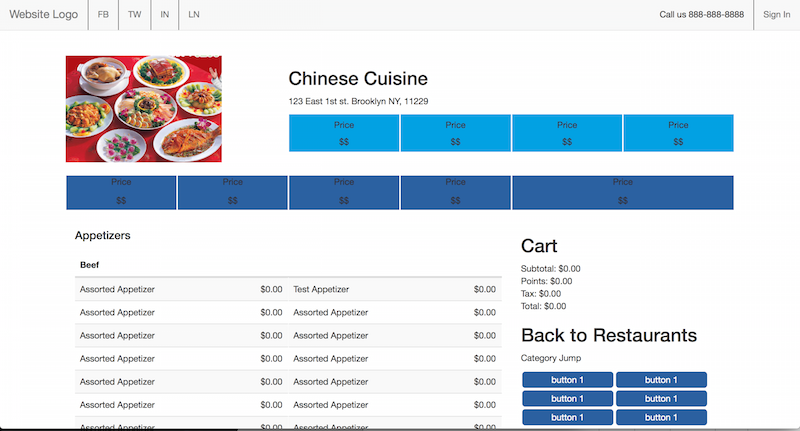 Website Logo FB TW IN LN Call us 888-888-8888 Sign In
Chinese Cuisine
123 East 1st st. Brooklyn NY, 11229
Price Price Price Price
$$ $$ $$ $$
Price Price Price Price Price
$$ $$ $$ $$ $$
Appetizers
Beef
Assorted Appetizer $0.00 Test Appetizer $0.00
Assorted Appetizer $0.00 Assorted Appetizer $0.00
Assorted Appetizer $0.00 Assorted Appetizer $0.00
Assorted Appetizer $0.00 Assorted Appetizer $0.00
Assorted Appetizer $0.00 Assorted Appetizer $0.00
Assorted Appetizer $0.00 Assorted Appetizer $0.00
Assorted Appetizer $0.00 Assorted Appetizer $0.00
Cart
Subtotal: $0.00
Points: $0.00
Tax: $0.00
Total: $0.00
Back to Restaurants
Category Jump
button 1 button 1
button 1 button 1
button 1 button 1